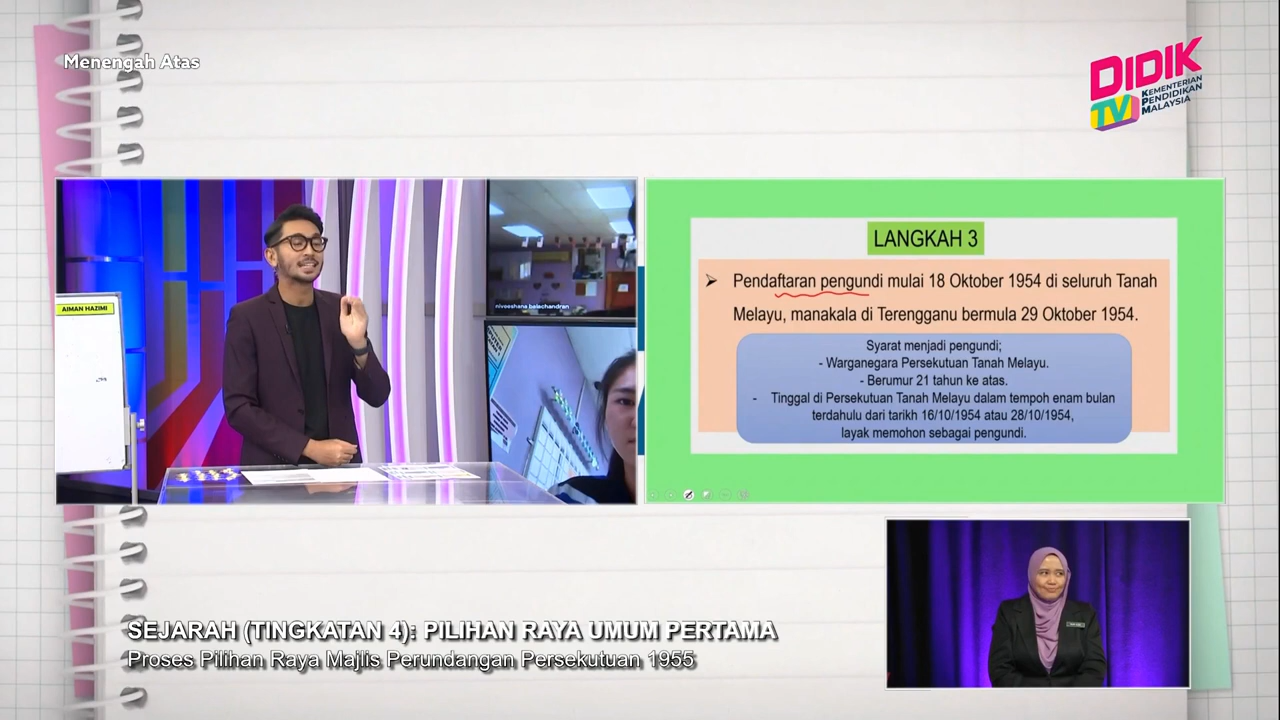 Menengah Atas
DIDIK
TV
KEMENTERIAN
PENDIDIKAN
MALAYSIA
AIMAN HAZIMI
niveeshana balachandran
LANGKAH 3
➢ Pendaftaran pengundi mulai 18 Oktober 1954 di seluruh Tanah
Melayu, manakala di Terengganu bermula 29 Oktober 1954.
Syarat menjadi pengundi;
- Warganegara Persekutuan Tanah Melayu.
- Berumur 21 tahun ke atas.
- Tinggal di Persekutuan Tanah Melayu dalam tempoh enam bulan
terdahulu dari tarikh 16/10/1954 atau 28/10/1954,
layak memohon sebagai pengundi.
SEJARAH (TINGKATAN 4): PILIHAN RAYA UMUM PERTAMA
Proses Pilihan Raya Majlis Perundangan Persekutuan 1955